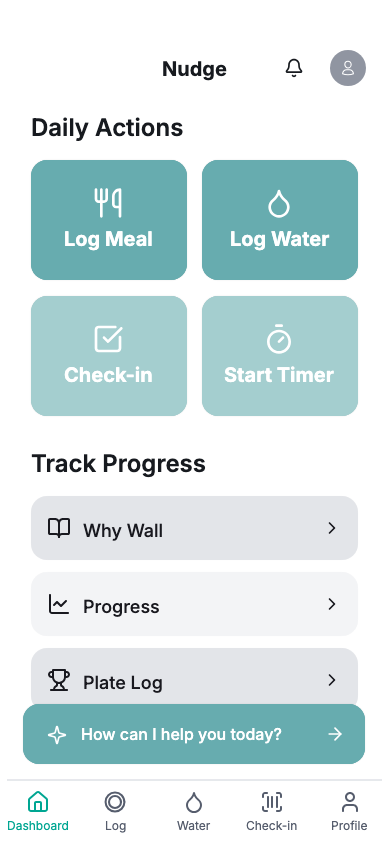 Nudge
Daily Actions
Log Meal
Log Water
Check-in
Start Timer
Track Progress
Why Wall
Progress
Plate Log
How can I help you today?
Dashboard
Log
Water
Check-in
Profile